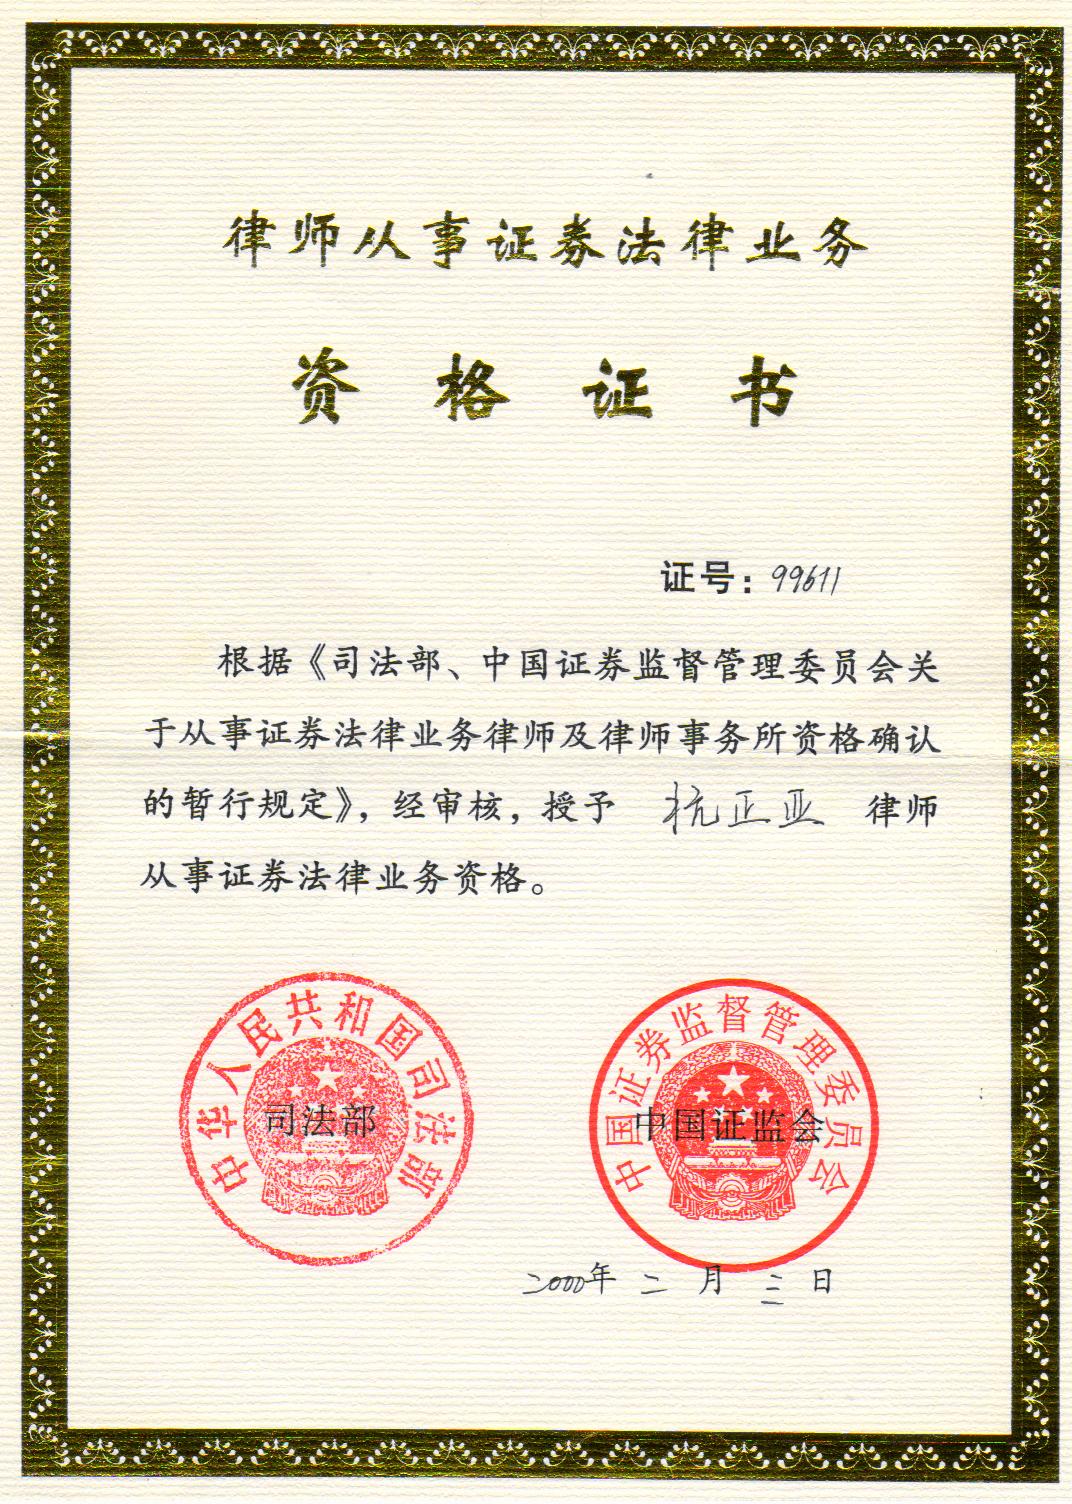 律师从事证券法律业务
资格证书
证号：99611
根据《司法部、中国证券监督管理委员会关
于从事证券法律业务律师及律师事务所资格确认
的暂行规定》，经审核，授予 杭正亚 律师
从事证券法律业务资格。
中华人民共和国司法部
司法部
中国证券监督管理委员会
中国证监会
二000年 二 月 三 日